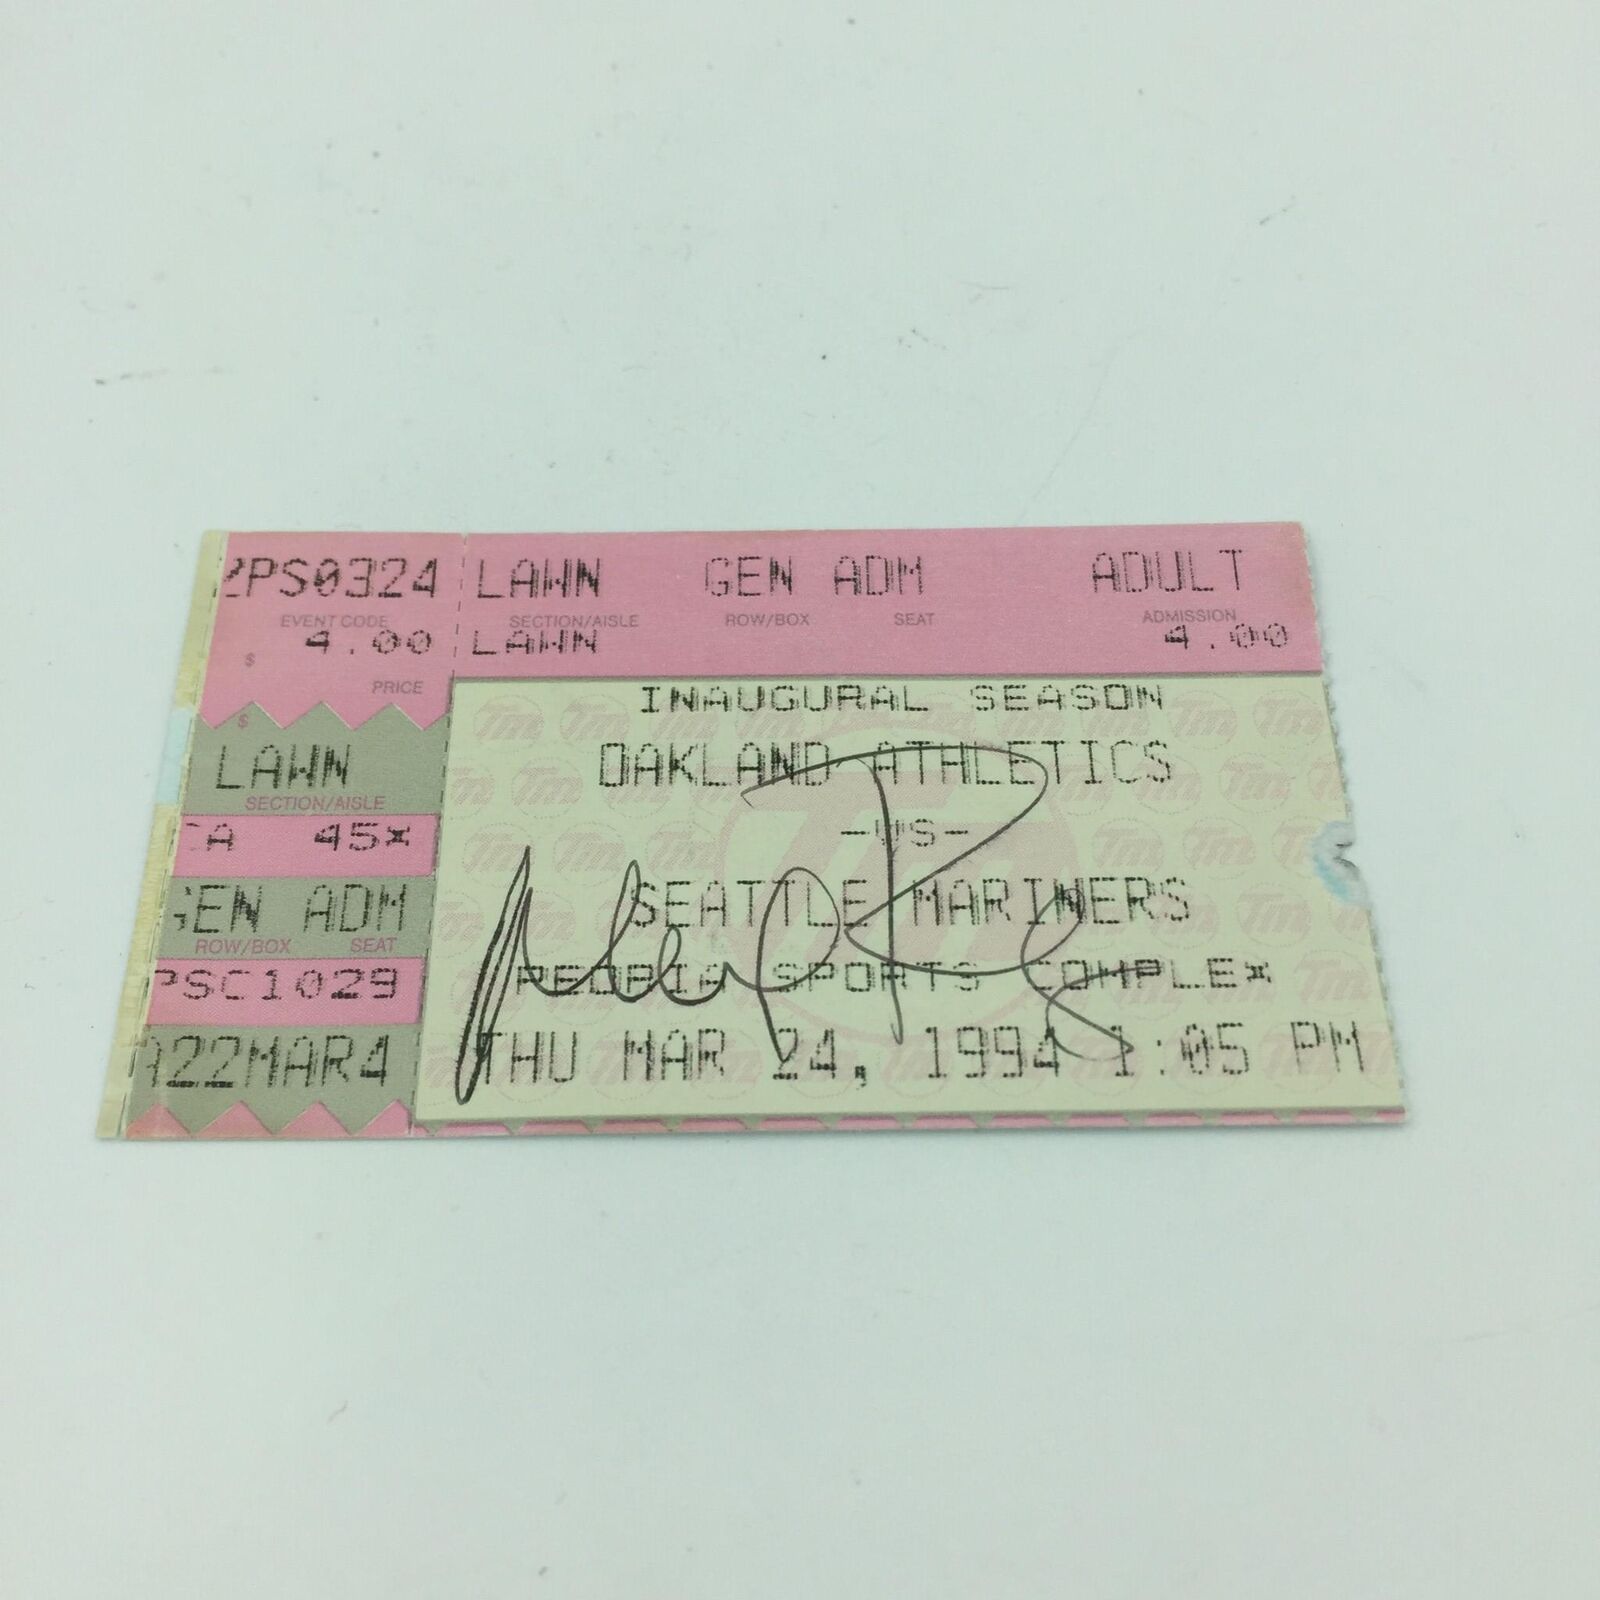 PS0324 LAWN GEN ADM ADULT
EVENT CODE SECTION/AISLE ROW/BOX SEAT ADMISSION
$ 4.00 LAWN 4.00
PRICE
INAUGURAL SEASON
$
OAKLAND ATHLETICS
LAWN
SECTION/AISLE
CA 45x
-VS-
GEN ADM
SEATTLE MARINERS
ROW/BOX SEAT
PSC1029
PEORIA SPORTS COMPLEX
A22MAR4
THU MAR 24, 1994 1:05 PM